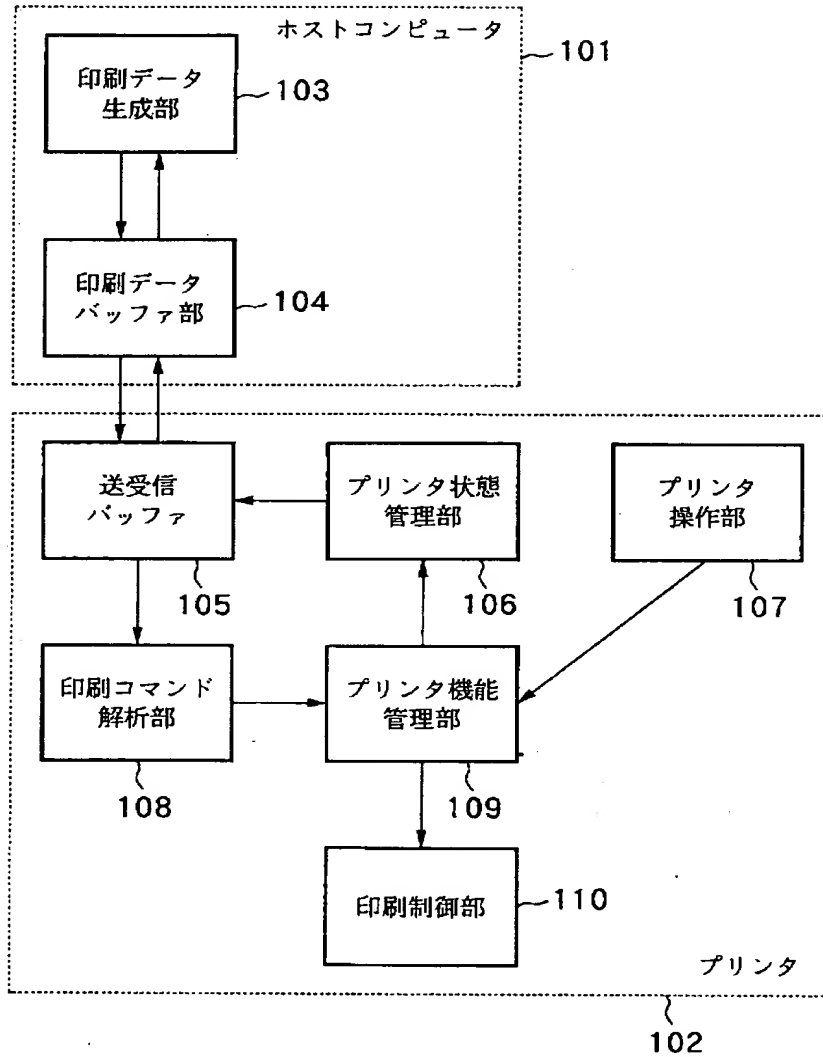 ホストコンピュータ
101
印刷データ
生成部
103
印刷データ
バッファ部
104
送受信
バッファ
105
プリンタ状態
管理部
106
プリンタ
操作部
107
印刷コマンド
解析部
108
プリンタ機能
管理部
109
印刷制御部
110
プリンタ
102